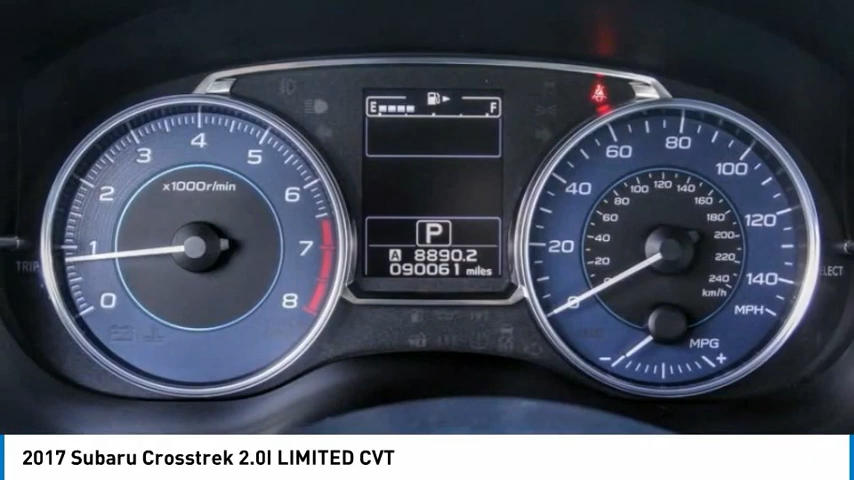 E F
x1000r/min
0 1 2 3 4 5 6 7 8
P
A 8890.2
090061 miles
TRIP
0 20 40 60 80 100 120 140
MPH
20 40 60 80 100 120 140 160 180 200 220 240
km/h
MPG
- +
ELECT
2017 Subaru Crosstrek 2.0I LIMITED CVT